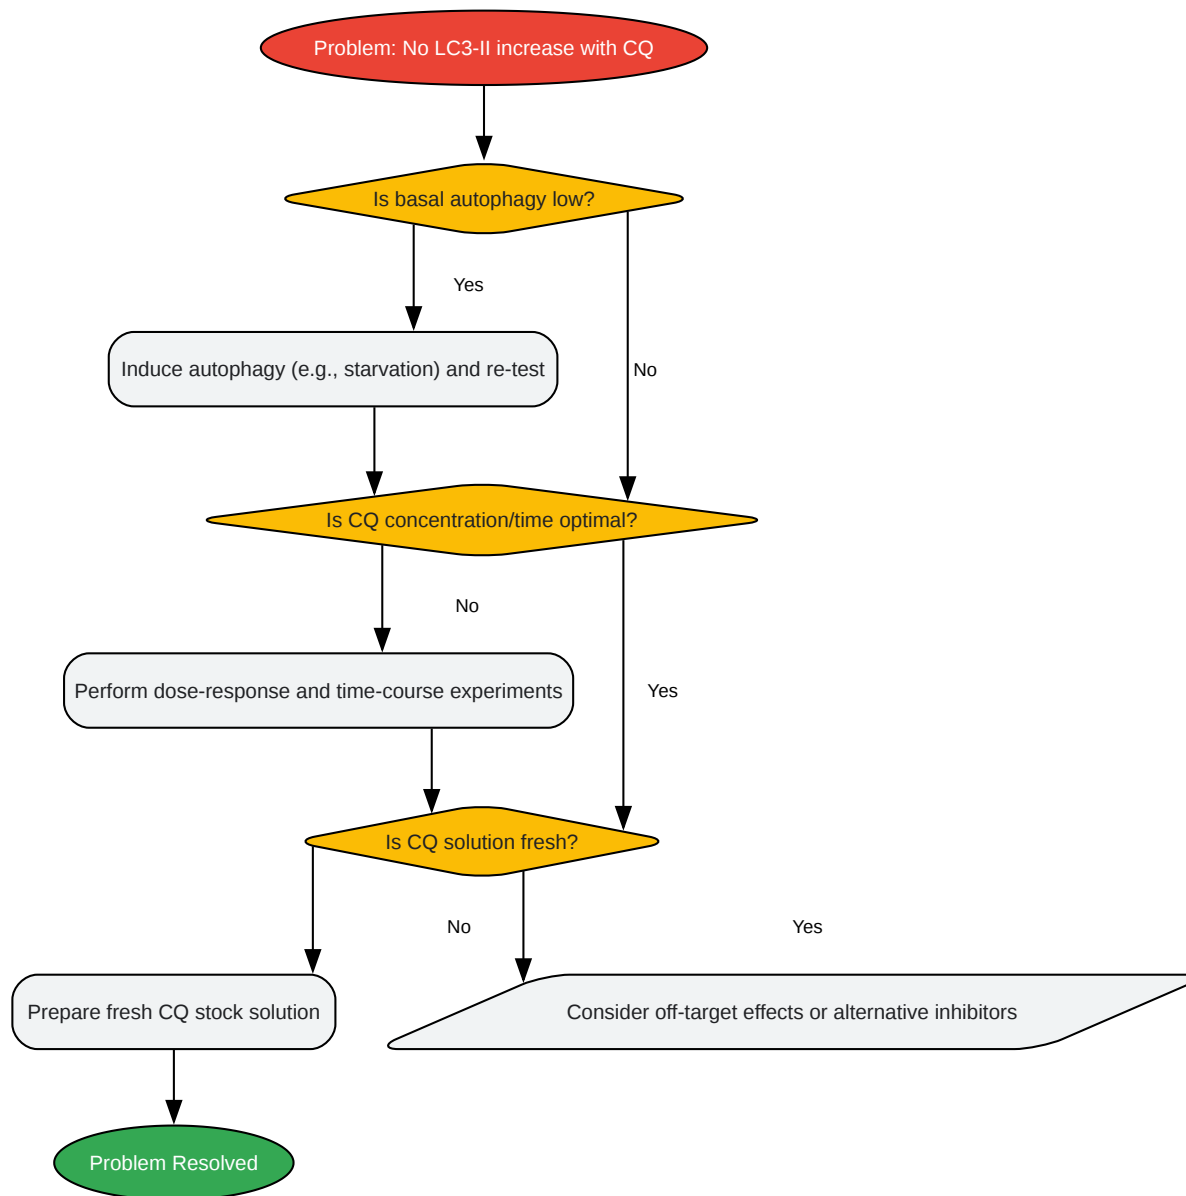 Problem: No LC3-II increase with CQ
Is basal autophagy low?
Yes
Induce autophagy (e.g., starvation) and re-test
No
Is CQ concentration/time optimal?
No
Perform dose-response and time-course experiments
Yes
Is CQ solution fresh?
No
Yes
Prepare fresh CQ stock solution
Consider off-target effects or alternative inhibitors
Problem Resolved